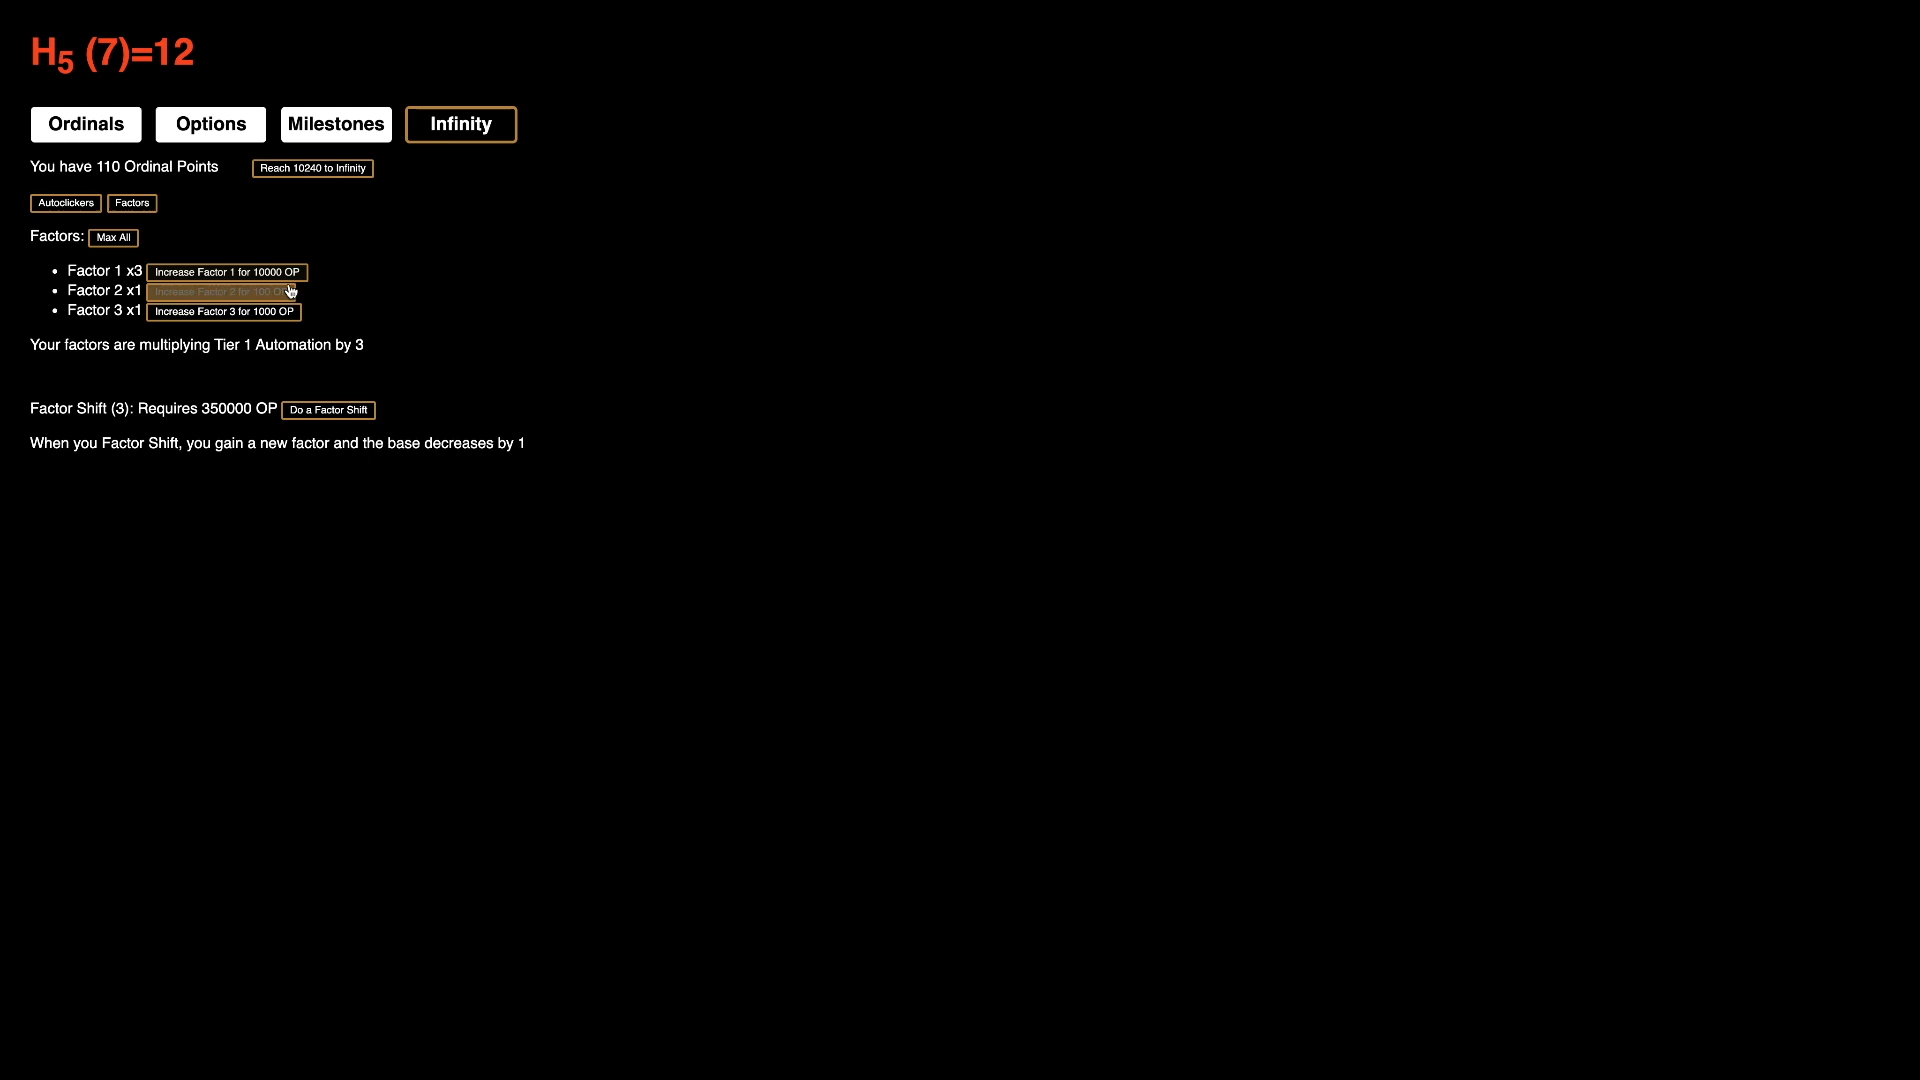 H5 (7)=12
Ordinals Options Milestones Infinity
You have 110 Ordinal Points Reach 10240 to Infinity
Autoclickers Factors
Factors: Max All
• Factor 1 x3 Increase Factor 1 for 10000 OP
• Factor 2 x1 Increase Factor 2 for 100
• Factor 3 x1 Increase Factor 3 for 1000 OP
Your factors are multiplying Tier 1 Automation by 3
Factor Shift (3): Requires 350000 OP Do a Factor Shift
When you Factor Shift, you gain a new factor and the base decreases by 1